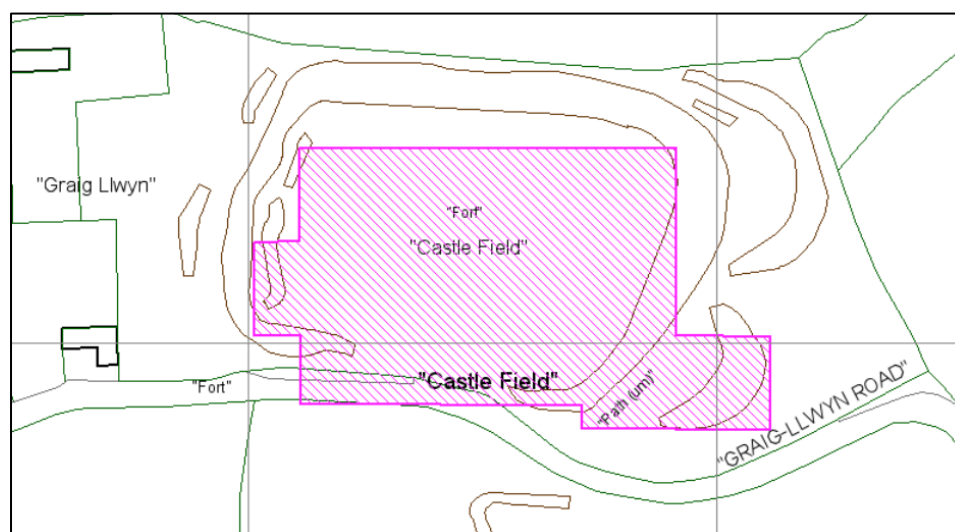 "Graig Llwyn"
"Fort"
"Castle Field"
"Castle Field"
"Fort"
"Path (um)"
"GRAIG-LLWYN ROAD"